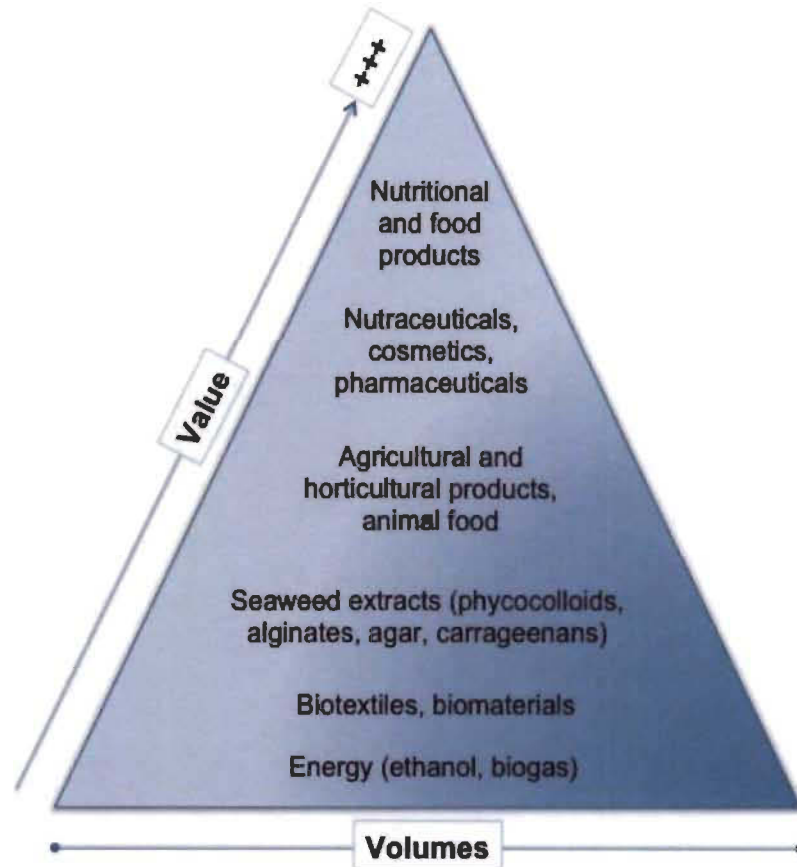 +++
Nutritional
and food
products
Nutraceuticals,
cosmetics,
pharmaceuticals
Value
Agricultural and
horticultural products,
animal food
Seaweed extracts (phycocolloids,
alginates, agar, carrageenans)
Biotextiles, biomaterials
Energy (ethanol, biogas)
Volumes